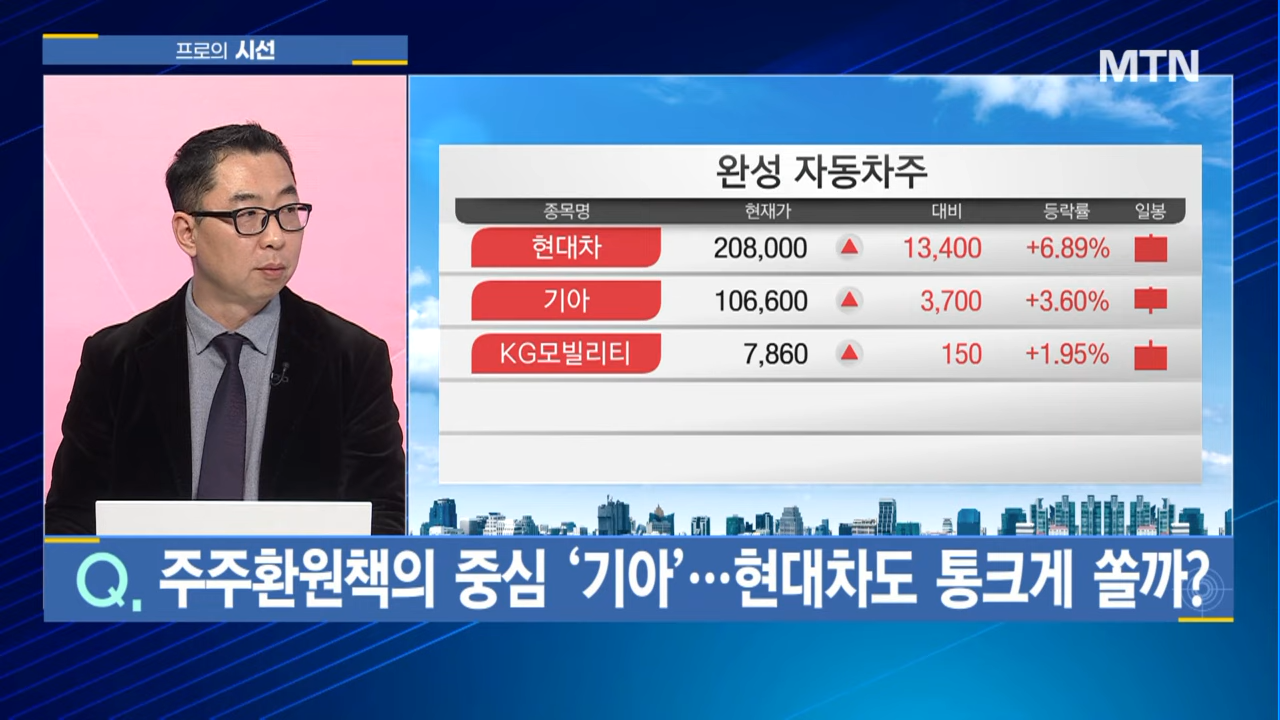 프로의 시선
MTN
완성 자동차주
종목명 현재가 대비 등락률 일봉
현대차 208,000 ▲ 13,400 +6.89%
기아 106,600 ▲ 3,700 +3.60%
KG모빌리티 7,860 ▲ 150 +1.95%
Q. 주주환원책의 중심 ‘기아’…현대차도 통크게 쏠까?